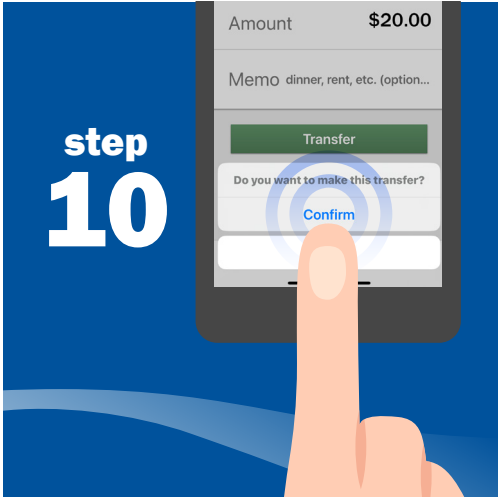 Amount $20.00
Memo dinner, rent, etc. (option...
step
10
Transfer
Do you want to make this transfer?
Confirm